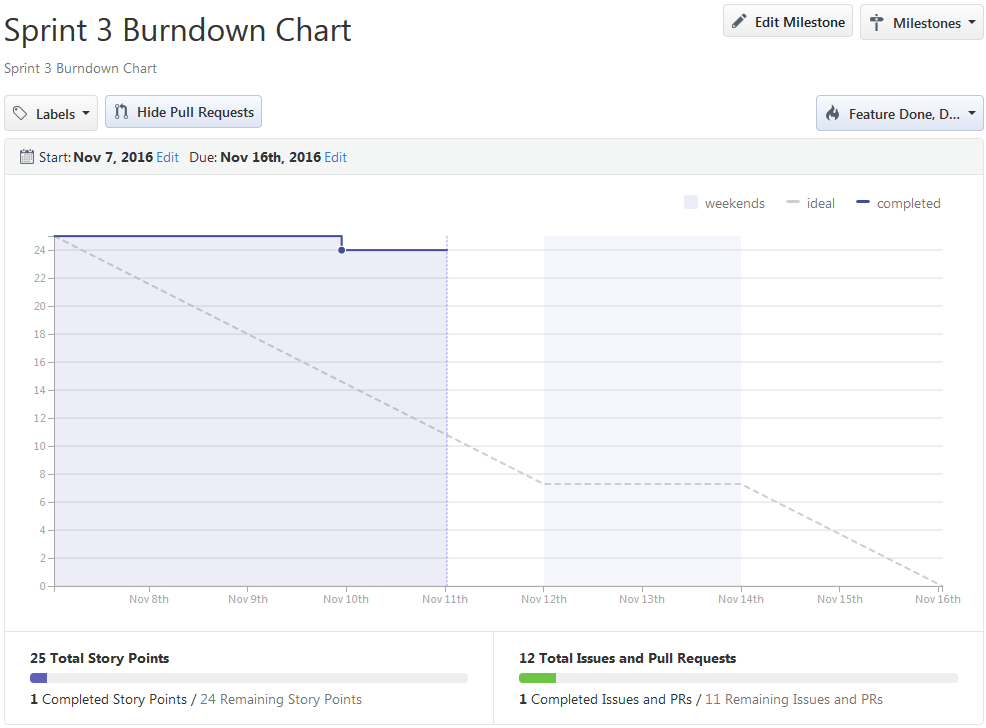 Sprint 3 Burndown Chart
Edit Milestone
Milestones
Sprint 3 Burndown Chart
Labels
Hide Pull Requests
Feature Done, D...
Start: Nov 7, 2016 Edit Due: Nov 16th, 2016 Edit
weekends ideal completed
24
22
20
18
16
14
12
10
8
6
4
2
0
Nov 8th Nov 9th Nov 10th Nov 11th Nov 12th Nov 13th Nov 14th Nov 15th Nov 16th
25 Total Story Points
1 Completed Story Points / 24 Remaining Story Points
12 Total Issues and Pull Requests
1 Completed Issues and PRs / 11 Remaining Issues and PRs